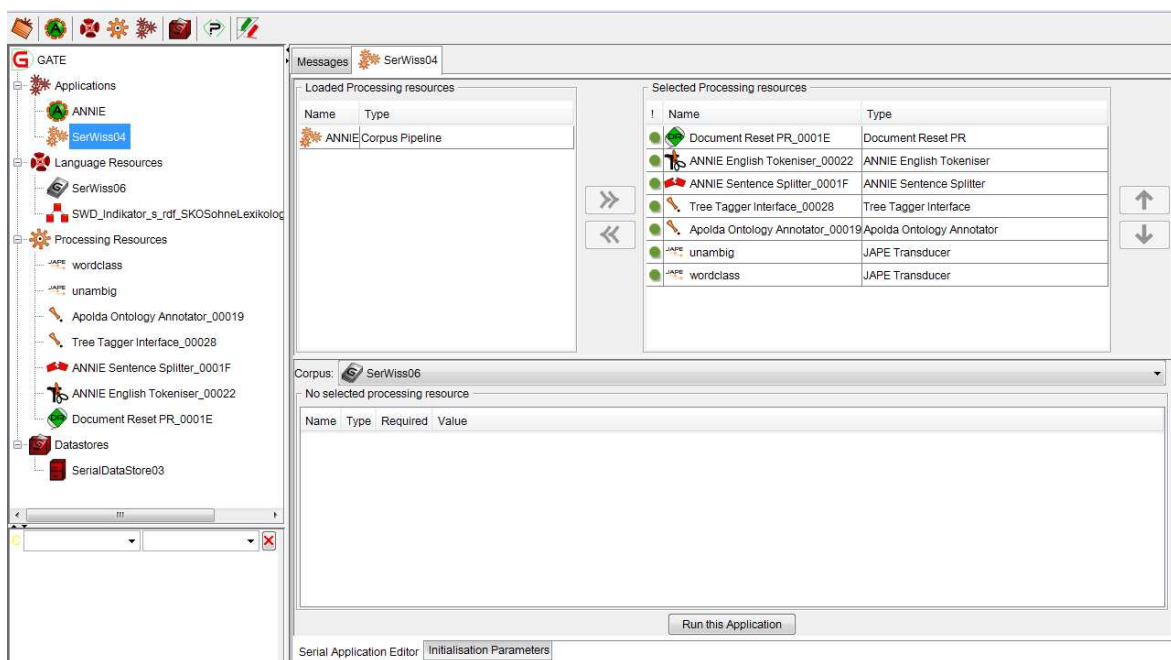 GATE
Applications
ANNIE
SerWiss04
Language Resources
SerWiss06
SWD_Indikator_s_rdf_SKOSohneLexikolog
Processing Resources
wordclass
unambig
Apolda Ontology Annotator_00019
Tree Tagger Interface_00028
ANNIE Sentence Splitter_0001F
ANNIE English Tokeniser_00022
Document Reset PR_0001E
Datastores
SerialDataStore03
Messages SerWiss04
Loaded Processing resources
Name Type
ANNIE Corpus Pipeline
Selected Processing resources
! Name Type
Document Reset PR_0001E Document Reset PR
ANNIE English Tokeniser_00022 ANNIE English Tokeniser
ANNIE Sentence Splitter_0001F ANNIE Sentence Splitter
Tree Tagger Interface_00028 Tree Tagger Interface
Apolda Ontology Annotator_00019 Apolda Ontology Annotator
JAPE unambig JAPE Transducer
JAPE wordclass JAPE Transducer
Corpus: SerWiss06
No selected processing resource
Name Type Required Value
Run this Application
Serial Application Editor Initialisation Parameters